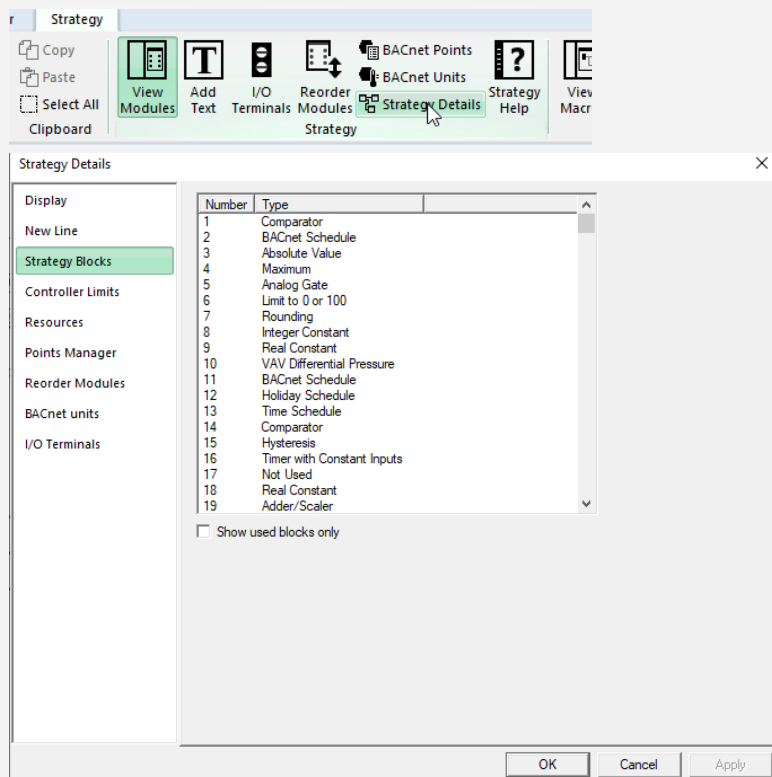 r Strategy
Copy
Paste
Select All
Clipboard
View Modules
T
Add Text
I/O Terminals
Reorder Modules
BACnet Points
BACnet Units
Strategy Details
?
Strategy Help
View
Macr
Strategy
Strategy Details
Display
New Line
Strategy Blocks
Controller Limits
Resources
Points Manager
Reorder Modules
BACnet units
I/O Terminals
Number Type
1 Comparator
2 BACnet Schedule
3 Absolute Value
4 Maximum
5 Analog Gate
6 Limit to 0 or 100
7 Rounding
8 Integer Constant
9 Real Constant
10 VAV Differential Pressure
11 BACnet Schedule
12 Holiday Schedule
13 Time Schedule
14 Comparator
15 Hysteresis
16 Timer with Constant Inputs
17 Not Used
18 Real Constant
19 Adder/Scaler
Show used blocks only
OK Cancel Apply